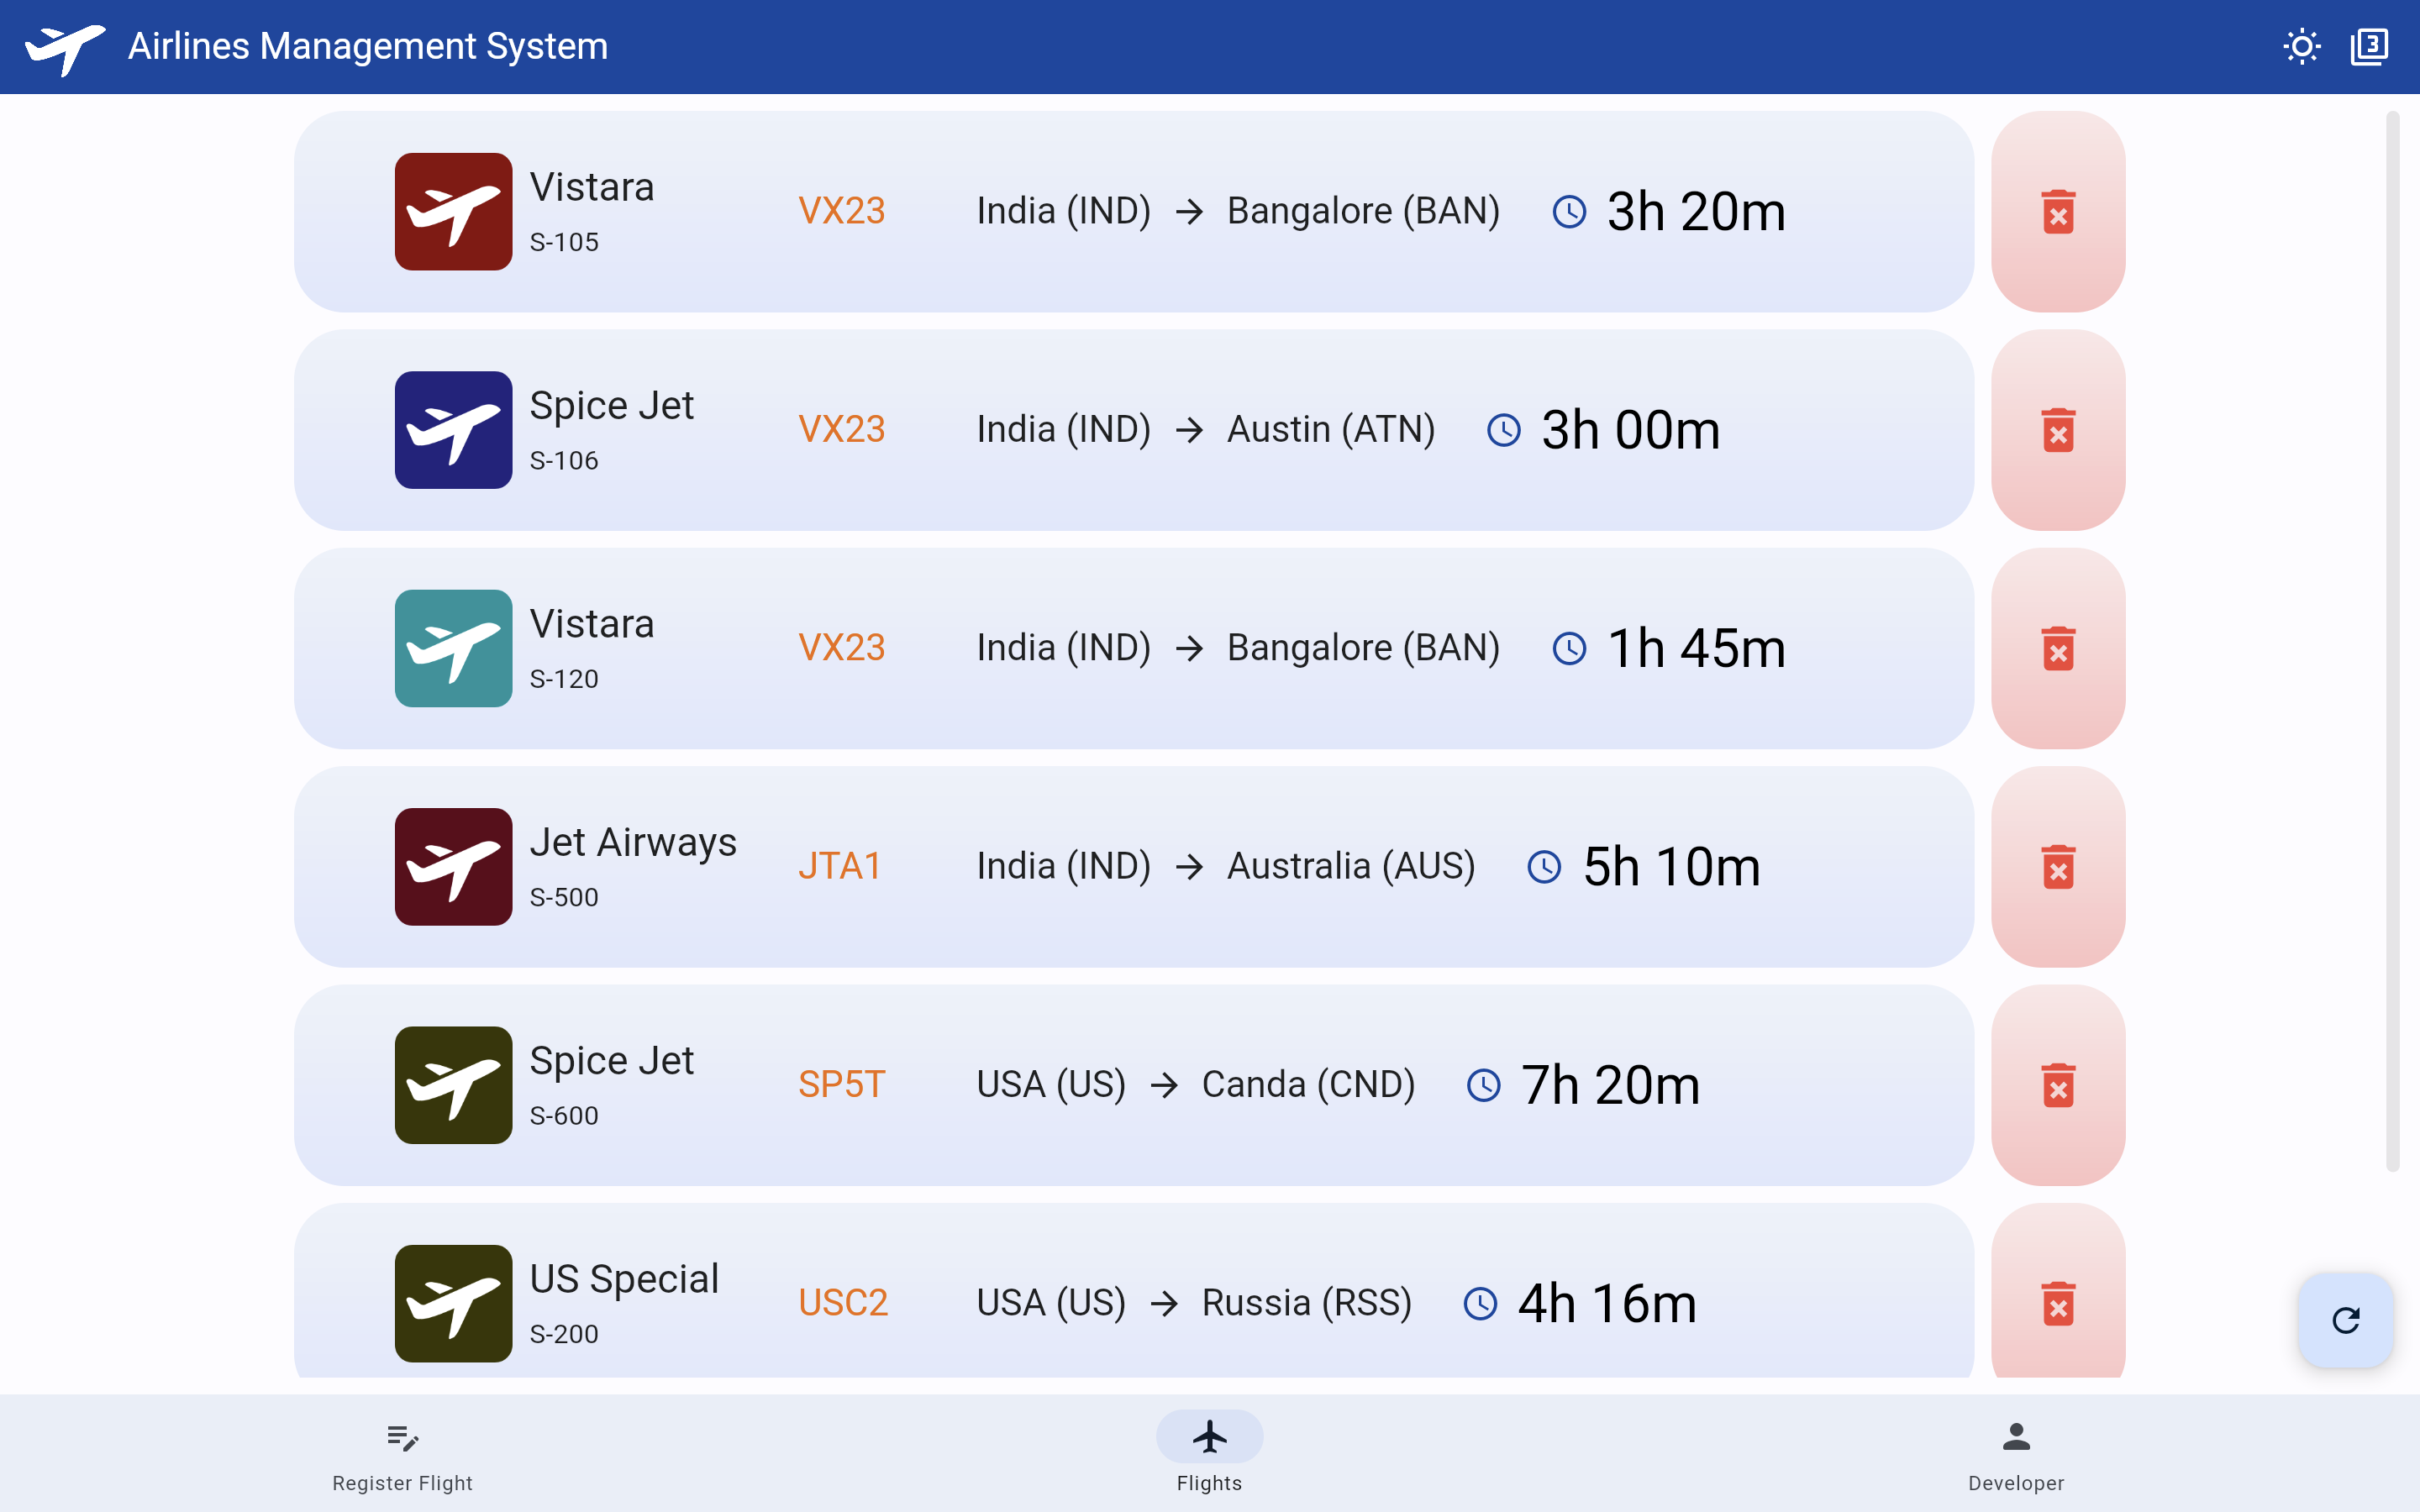 Airlines Management System
3
Vistara
S-105
VX23
India (IND) → Bangalore (BAN)
3h 20m
Spice Jet
S-106
VX23
India (IND) → Austin (ATN)
3h 00m
Vistara
S-120
VX23
India (IND) → Bangalore (BAN)
1h 45m
Jet Airways
S-500
JTA1
India (IND) → Australia (AUS)
5h 10m
Spice Jet
S-600
SP5T
USA (US) → Canda (CND)
7h 20m
US Special
S-200
USC2
USA (US) → Russia (RSS)
4h 16m
Register Flight
Flights
Developer